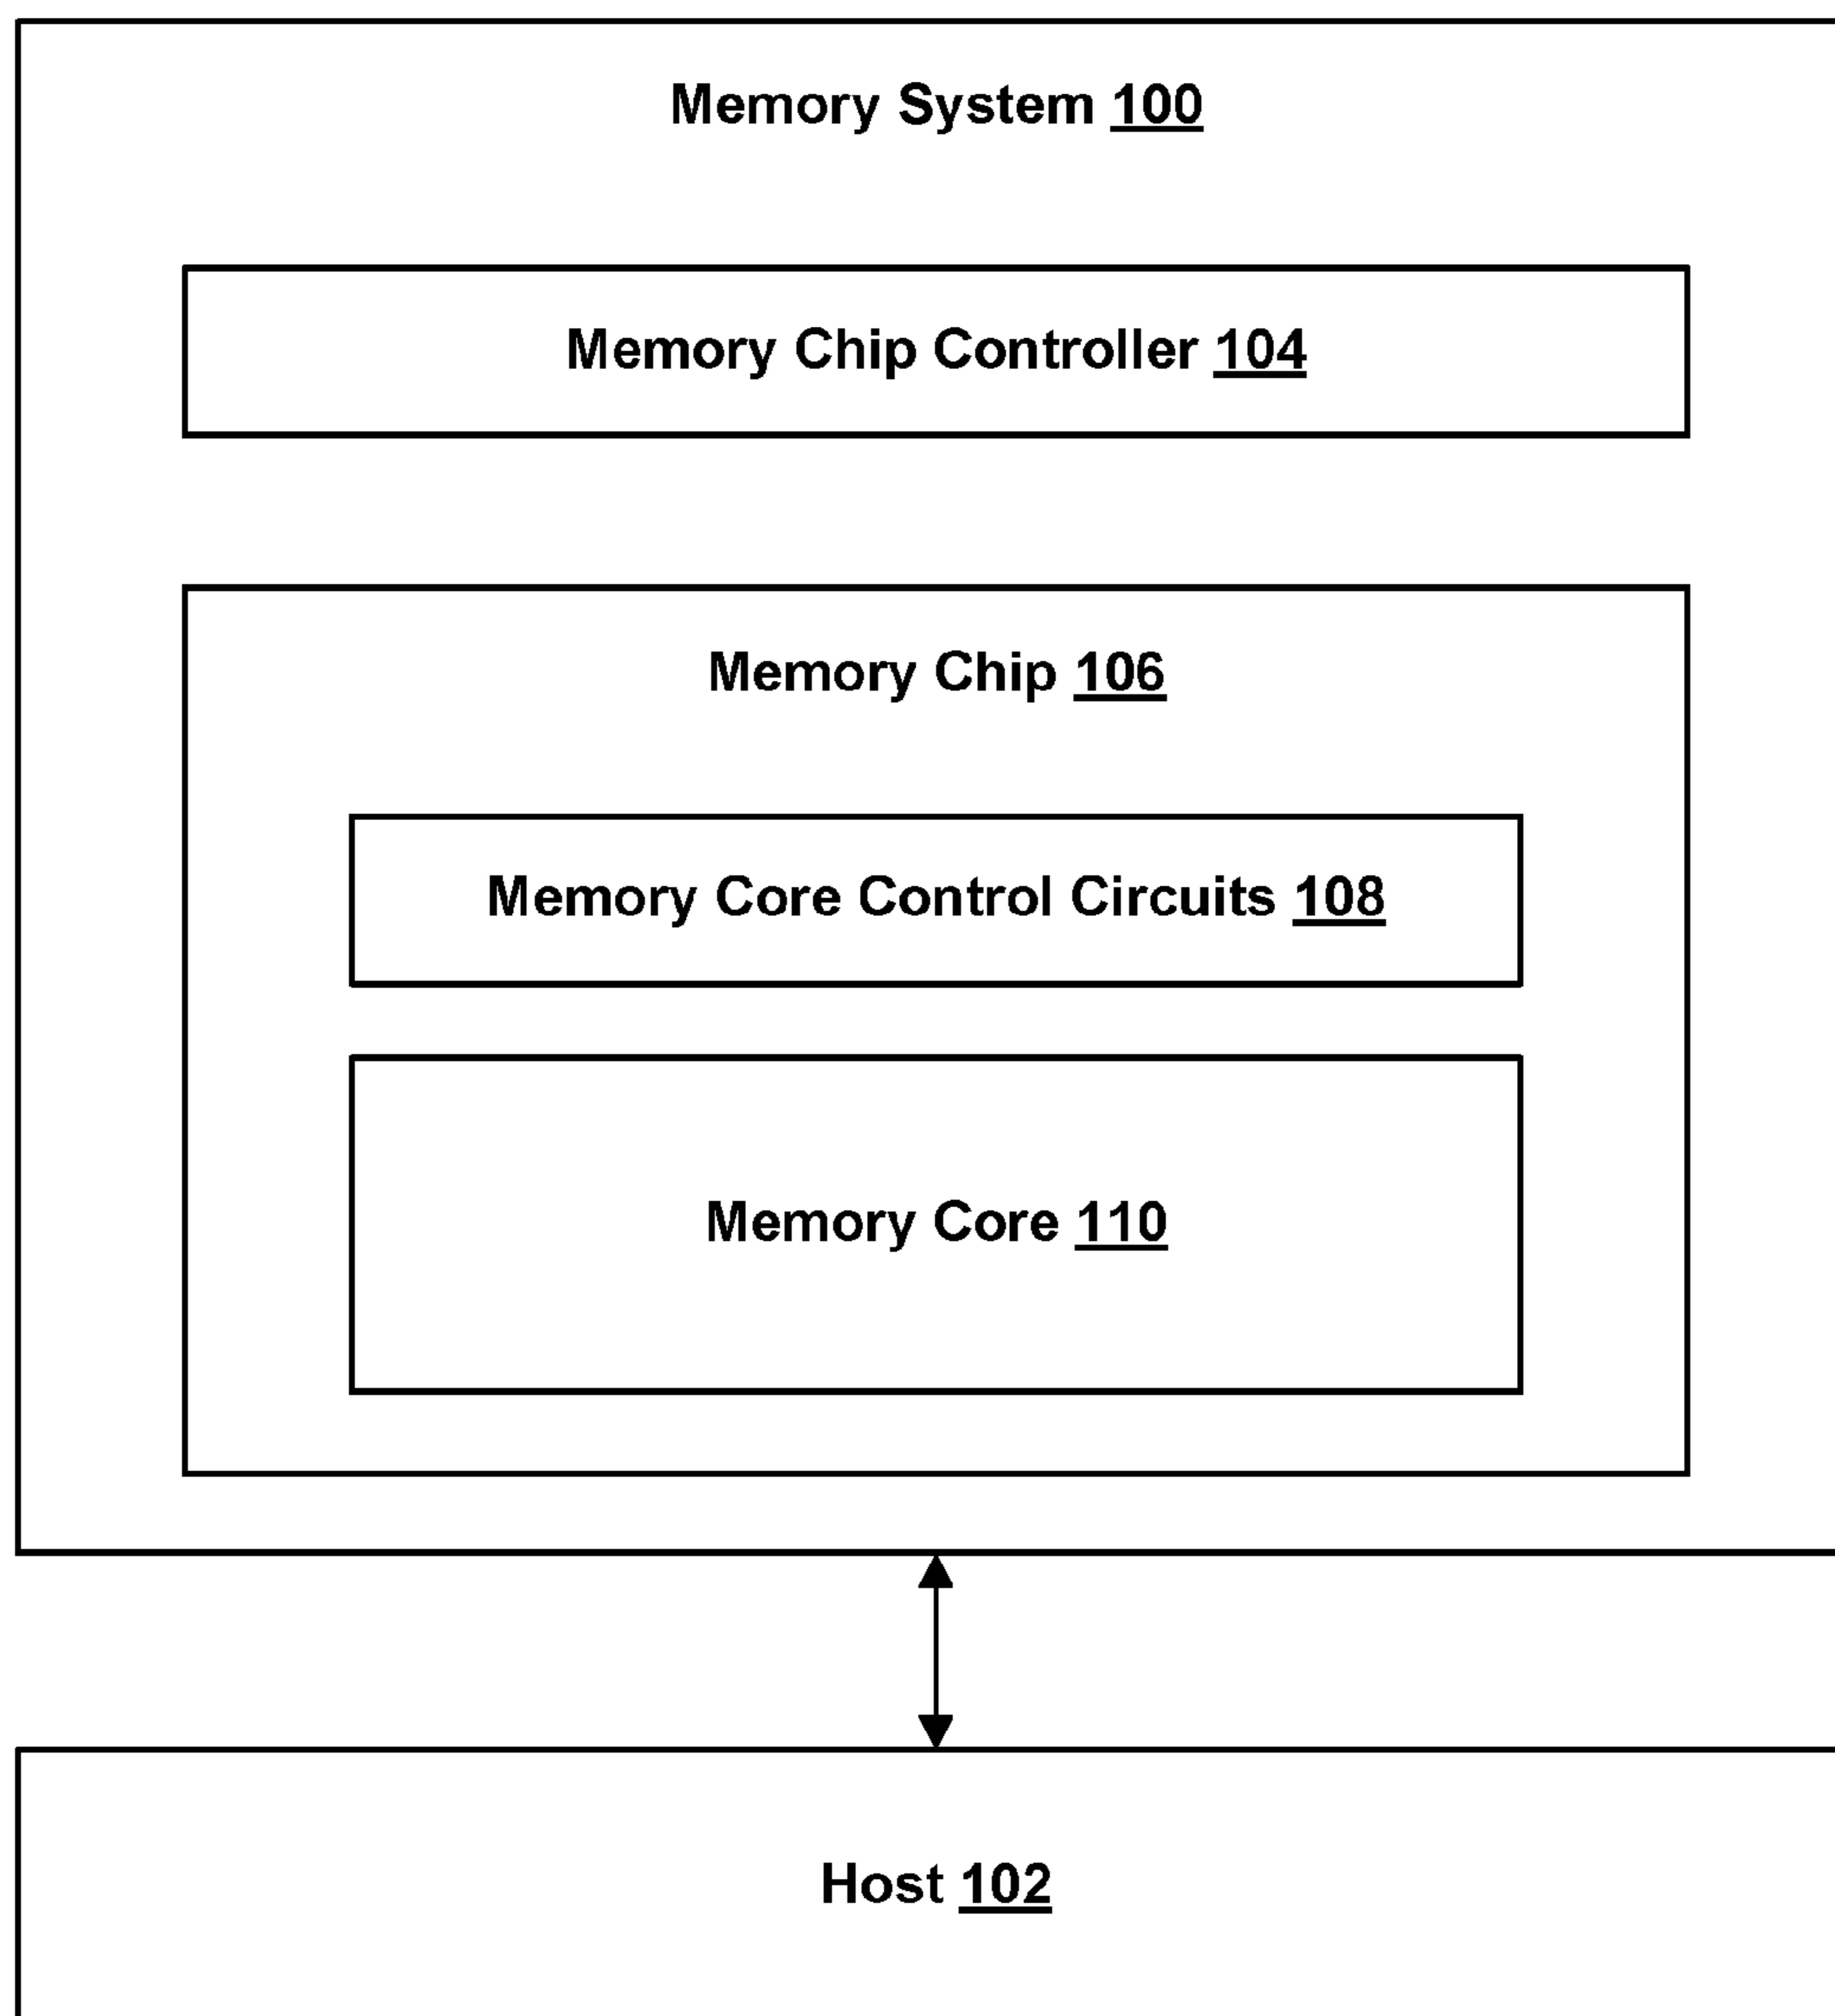 Memory System 100
Memory Chip Controller 104
Memory Chip 106
Memory Core Control Circuits 108
Memory Core 110
Host 102